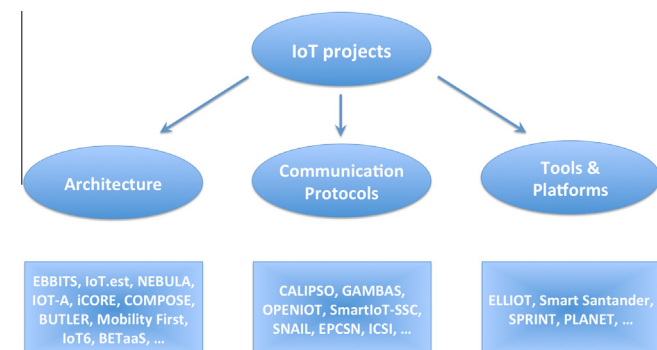 IoT projects
Architecture
Communication
Protocols
Tools &
Platforms
EBBITS, IoT.est, NEBULA,
IOT-A, iCORE, COMPOSE,
BUTLER, Mobility First,
IoT6, BETaaS, ...
CALIPSO, GAMBAS,
OPENIOT, SmartIoT-SSC,
SNAIL, EPCSN, ICSI, ...
ELLIOT, Smart Santander,
SPRINT, PLANET, ...